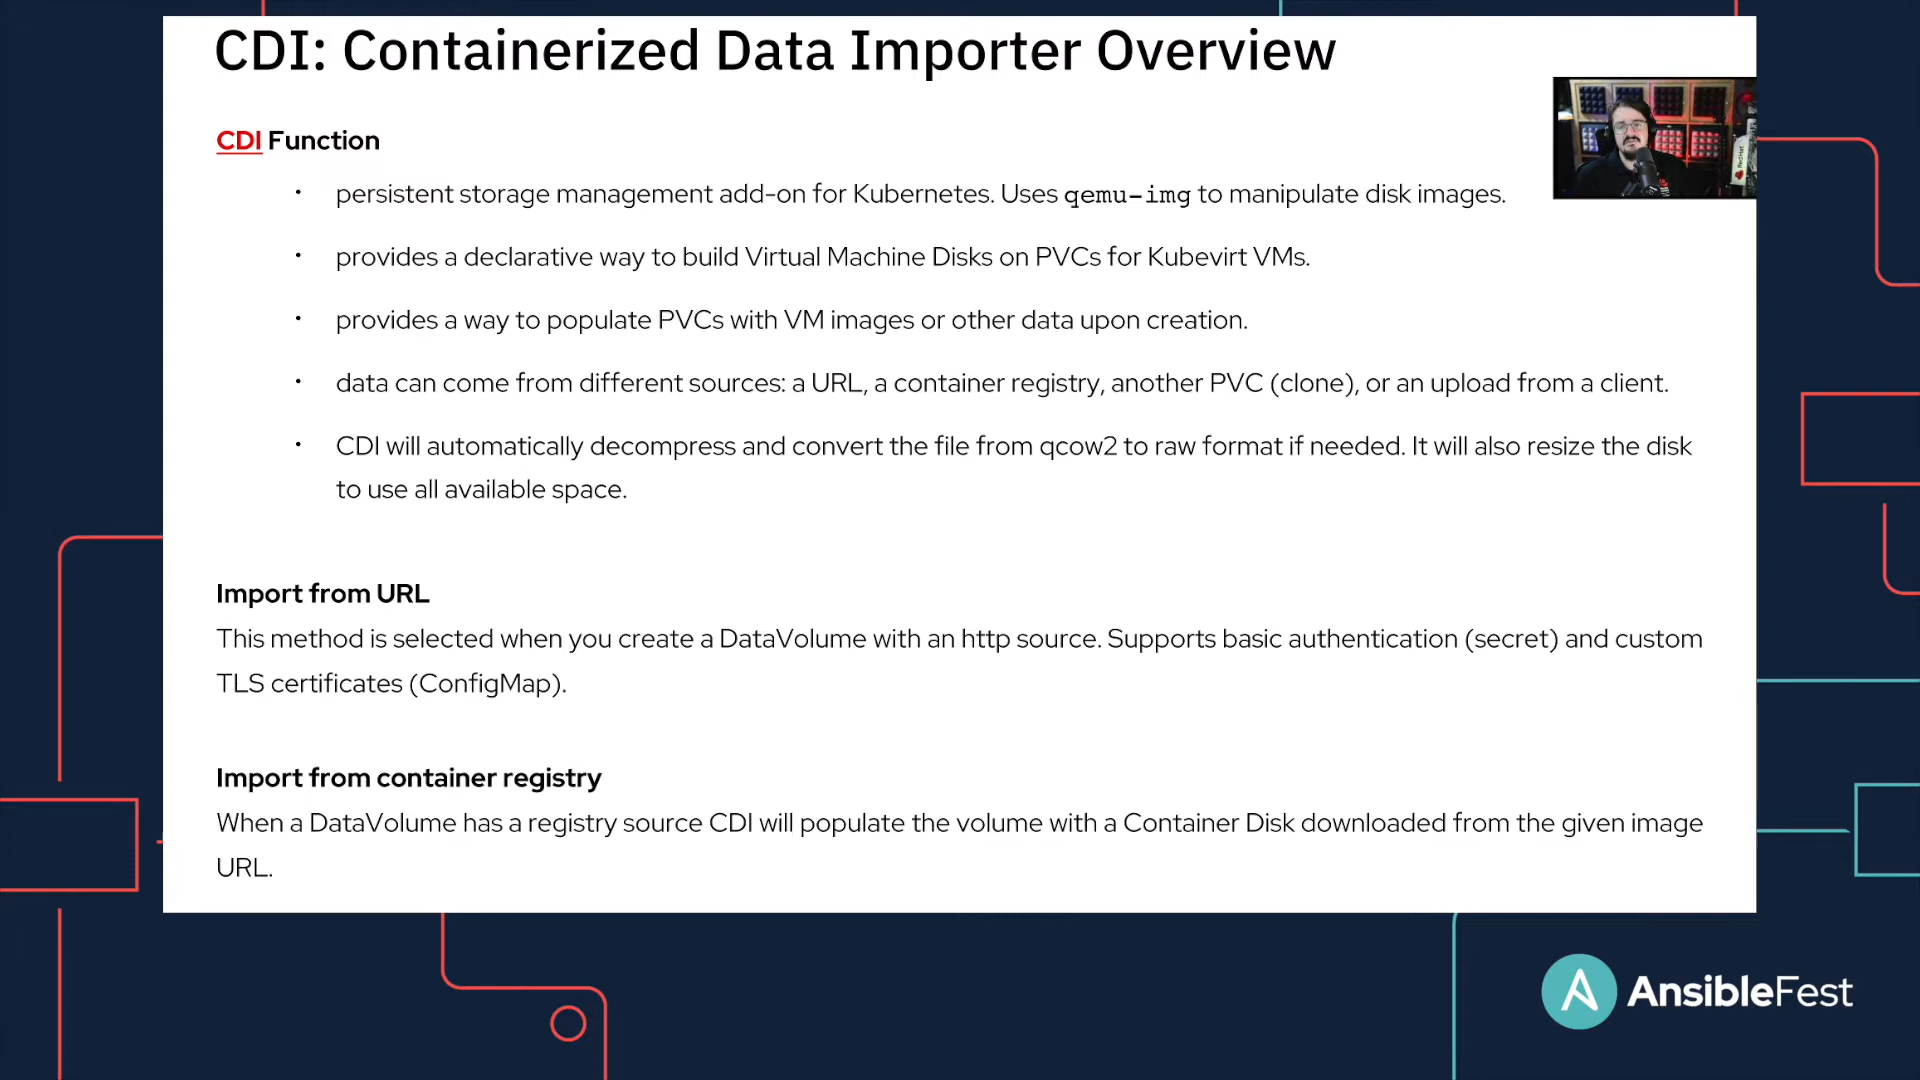 CDI: Containerized Data Importer Overview
CDI Function
• persistent storage management add-on for Kubernetes. Uses qemu-img to manipulate disk images.
• provides a declarative way to build Virtual Machine Disks on PVCs for Kubevirt VMs.
• provides a way to populate PVCs with VM images or other data upon creation.
• data can come from different sources: a URL, a container registry, another PVC (clone), or an upload from a client.
• CDI will automatically decompress and convert the file from qcow2 to raw format if needed. It will also resize the disk
to use all available space.
Import from URL
This method is selected when you create a DataVolume with an http source. Supports basic authentication (secret) and custom
TLS certificates (ConfigMap).
Import from container registry
When a DataVolume has a registry source CDI will populate the volume with a Container Disk downloaded from the given image
URL.
AnsibleFest